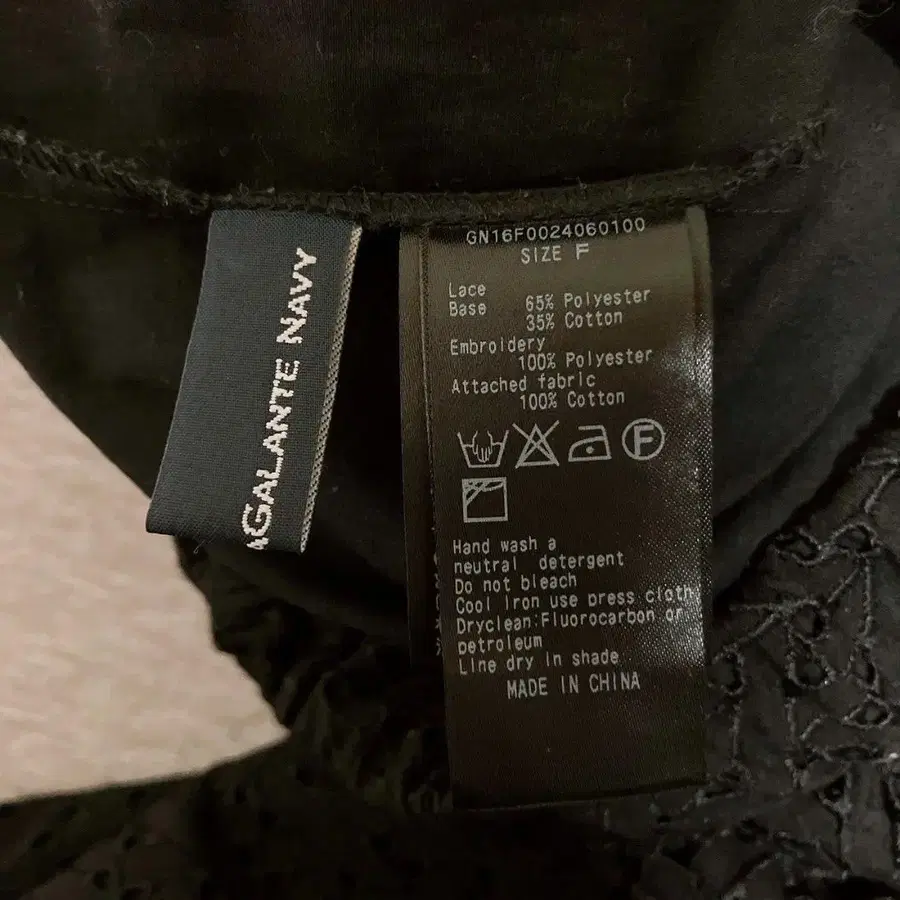 GALANTE NAVY
GN16F0024060100
SIZE F
Lace
Base 65% Polyester
35% Cotton
Embroidery
100% Polyester
Attached fabric
100% Cotton
F
Hand wash a
neutral detergent
Do not bleach
Cool Iron use press cloth
Dryclean:Fluorocarbon or
petroleum
Line dry in shade
MADE IN CHINA